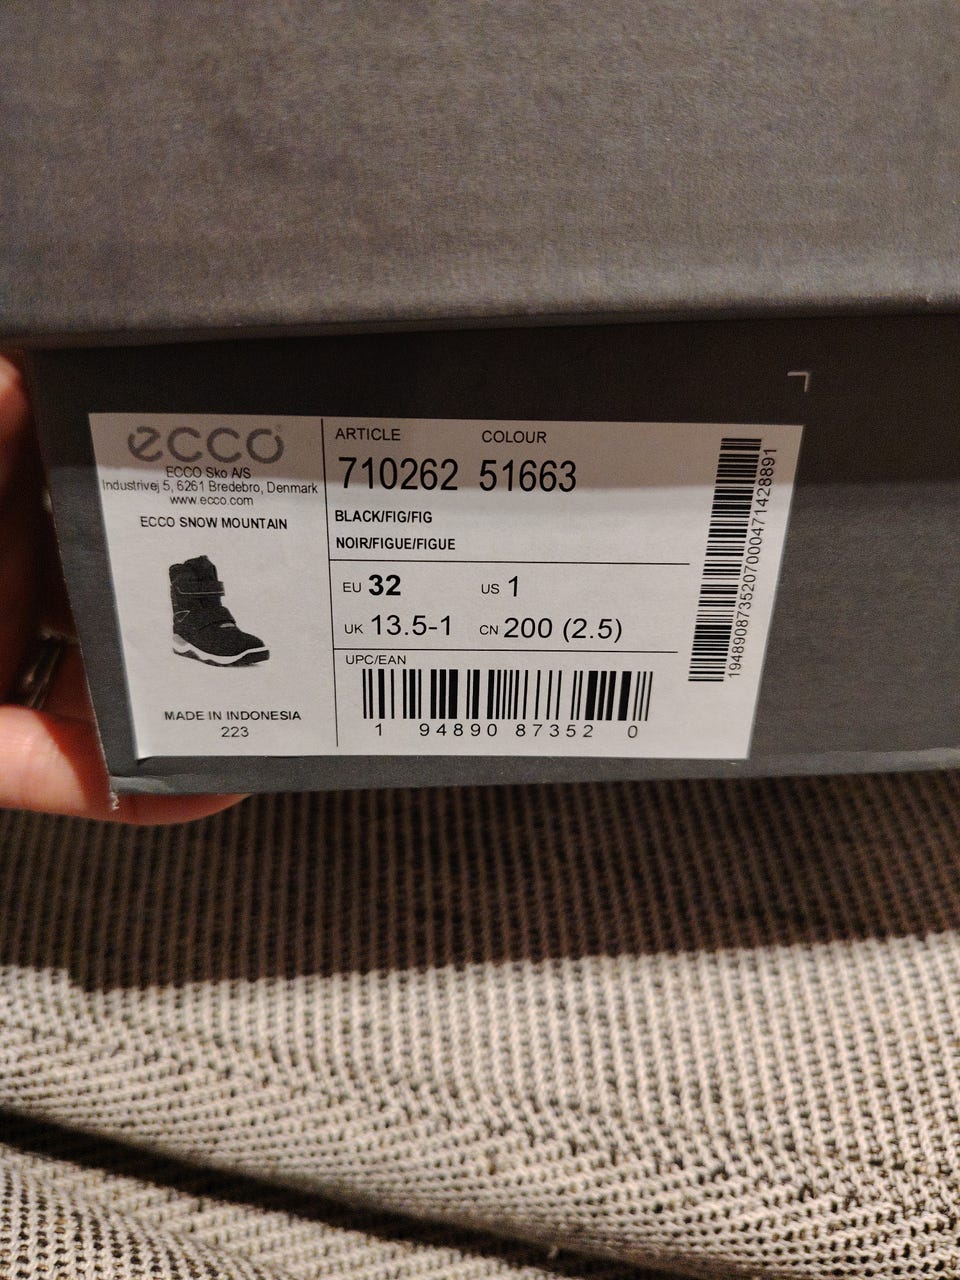 ecco
ECCO Sko A/S
Industrivej 5, 6261 Bredebro, Denmark
www.ecco.com
ECCO SNOW MOUNTAIN
MADE IN INDONESIA
223
ARTICLE COLOUR
710262 51663
BLACK/FIG/FIG
NOIR/FIGUE/FIGUE
EU 32 US 1
UK 13.5-1 CN 200 (2.5)
UPC/EAN
1 94890 87352 0
19489087352070004714​28891